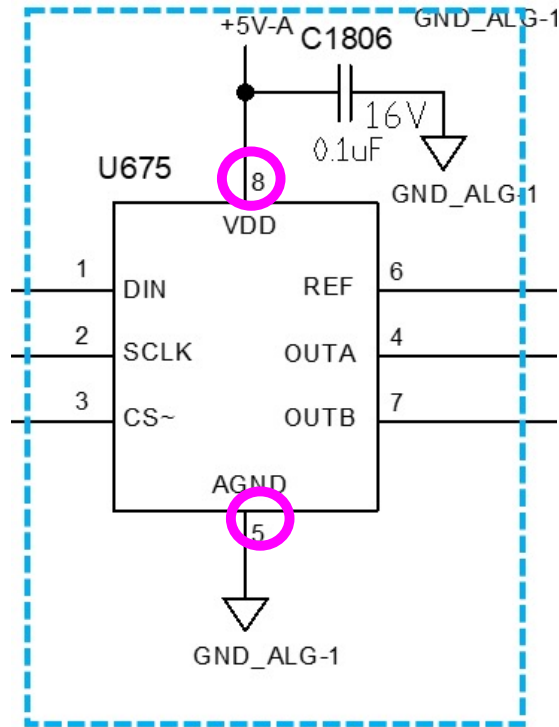 GND_ALG-1
+5V-A
C1806
16V
0.1uF
GND_ALG-1
U675
8
VDD
1
DIN
REF
6
2
SCLK
OUTA
4
3
CS~
OUTB
7
AGND
5
GND_ALG-1